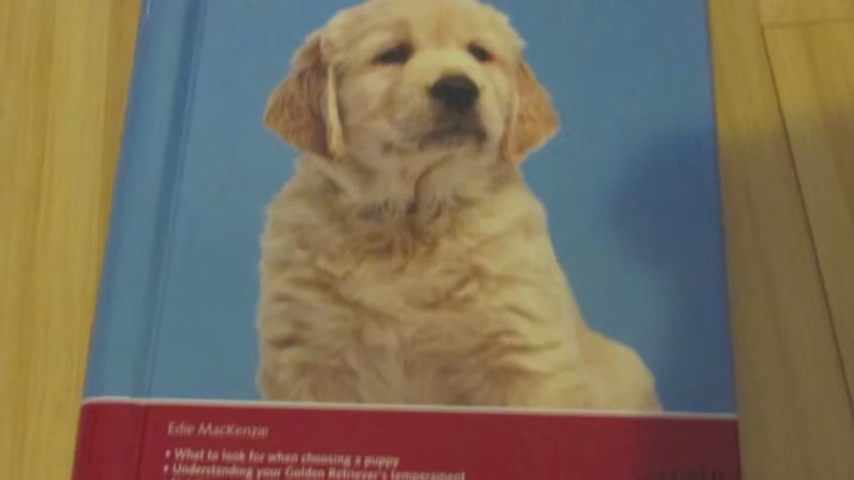 Edie MacKenzie
• What to look for when choosing a puppy
• Understanding your Golden Retriever's temperament